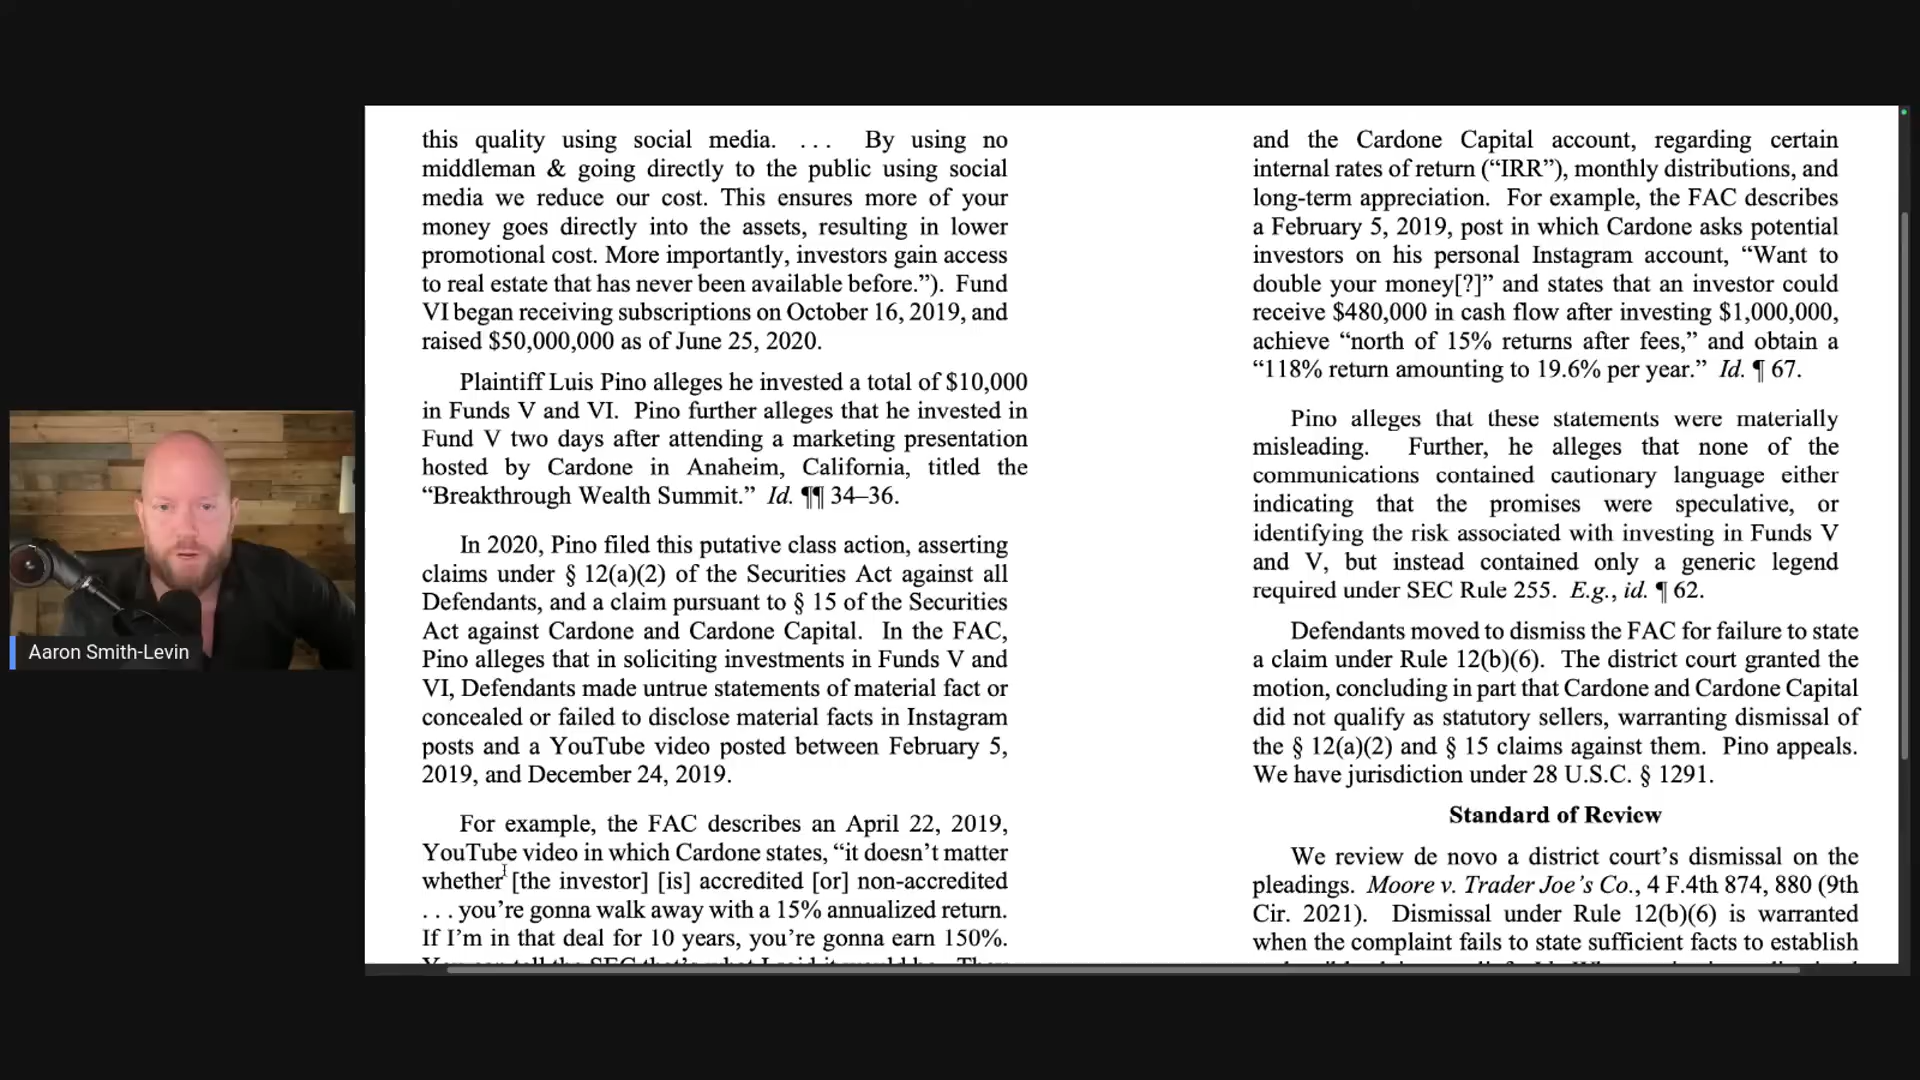 this quality using social media. . . . By using no
middleman & going directly to the public using social
media we reduce our cost. This ensures more of your
money goes directly into the assets, resulting in lower
promotional cost. More importantly, investors gain access
to real estate that has never been available before.”). Fund
VI began receiving subscriptions on October 16, 2019, and
raised $50,000,000 as of June 25, 2020.
Plaintiff Luis Pino alleges he invested a total of $10,000
in Funds V and VI. Pino further alleges that he invested in
Fund V two days after attending a marketing presentation
hosted by Cardone in Anaheim, California, titled the
“Breakthrough Wealth Summit.” Id. ¶¶ 34–36.
In 2020, Pino filed this putative class action, asserting
claims under § 12(a)(2) of the Securities Act against all
Defendants, and a claim pursuant to § 15 of the Securities
Act against Cardone and Cardone Capital. In the FAC,
Pino alleges that in soliciting investments in Funds V and
VI, Defendants made untrue statements of material fact or
concealed or failed to disclose material facts in Instagram
posts and a YouTube video posted between February 5,
2019, and December 24, 2019.
For example, the FAC describes an April 22, 2019,
YouTube video in which Cardone states, “it doesn’t matter
whether [the investor] [is] accredited [or] non-accredited
. . . you’re gonna walk away with a 15% annualized return.
If I’m in that deal for 10 years, you’re gonna earn 150%.
You can tell the SEC that’s what I said it would be. They
and the Cardone Capital account, regarding certain
internal rates of return (“IRR”), monthly distributions, and
long-term appreciation. For example, the FAC describes
a February 5, 2019, post in which Cardone asks potential
investors on his personal Instagram account, “Want to
double your money[?]” and states that an investor could
receive $480,000 in cash flow after investing $1,000,000,
achieve “north of 15% returns after fees,” and obtain a
“118% return amounting to 19.6% per year.” Id. ¶ 67.
Pino alleges that these statements were materially
misleading. Further, he alleges that none of the
communications contained cautionary language either
indicating that the promises were speculative, or
identifying the risk associated with investing in Funds V
and V, but instead contained only a generic legend
required under SEC Rule 255. E.g., id. ¶ 62.
Defendants moved to dismiss the FAC for failure to state
a claim under Rule 12(b)(6). The district court granted the
motion, concluding in part that Cardone and Cardone Capital
did not qualify as statutory sellers, warranting dismissal of
the § 12(a)(2) and § 15 claims against them. Pino appeals.
We have jurisdiction under 28 U.S.C. § 1291.
Standard of Review
We review de novo a district court’s dismissal on the
pleadings. Moore v. Trader Joe’s Co., 4 F.4th 874, 880 (9th
Cir. 2021). Dismissal under Rule 12(b)(6) is warranted
when the complaint fails to state sufficient facts to establish
Aaron Smith-Levin